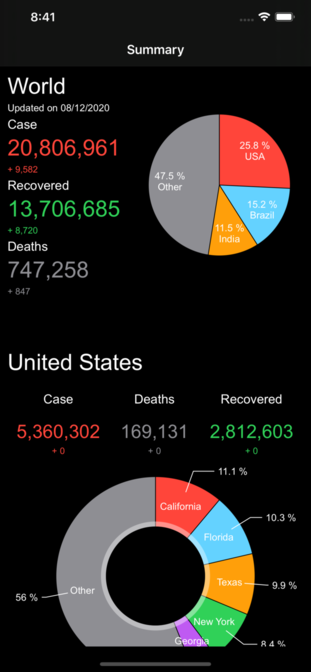 8:41
Summary
World
Updated on 08/12/2020
Case
20,806,961
+ 9,582
Recovered
13,706,685
+ 8,720
Deaths
747,258
+ 847
25.8 %
USA
15.2 %
Brazil
11.5 %
India
47.5 %
Other
United States
Case Deaths Recovered
5,360,302 169,131 2,812,603
+ 0 + 0 + 0
11.1 %
California
10.3 %
Florida
9.9 %
Texas
New York
8.4 %
Georgia
56 %
Other